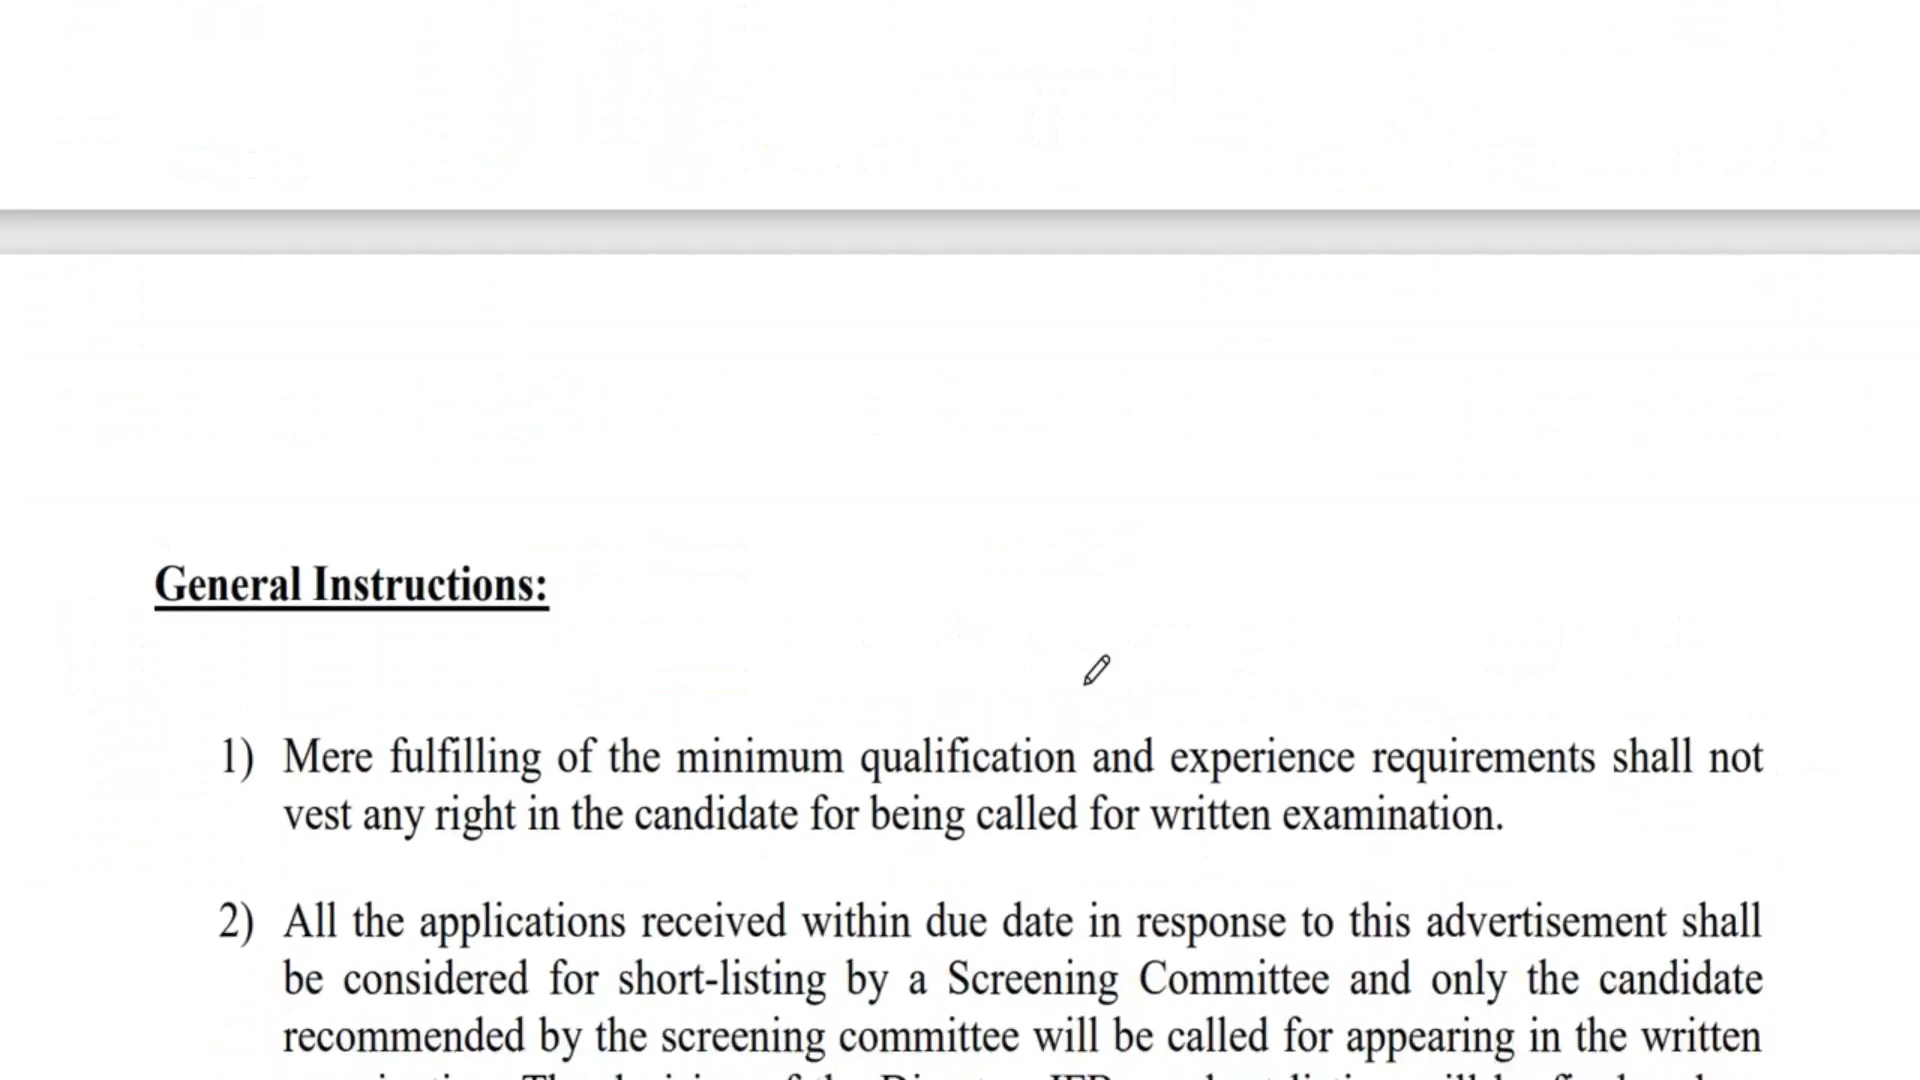 General Instructions:
1) Mere fulfilling of the minimum qualification and experience requirements shall not
vest any right in the candidate for being called for written examination.
2) All the applications received within due date in response to this advertisement shall
be considered for short-listing by a Screening Committee and only the candidate
recommended by the screening committee will be called for appearing in the written